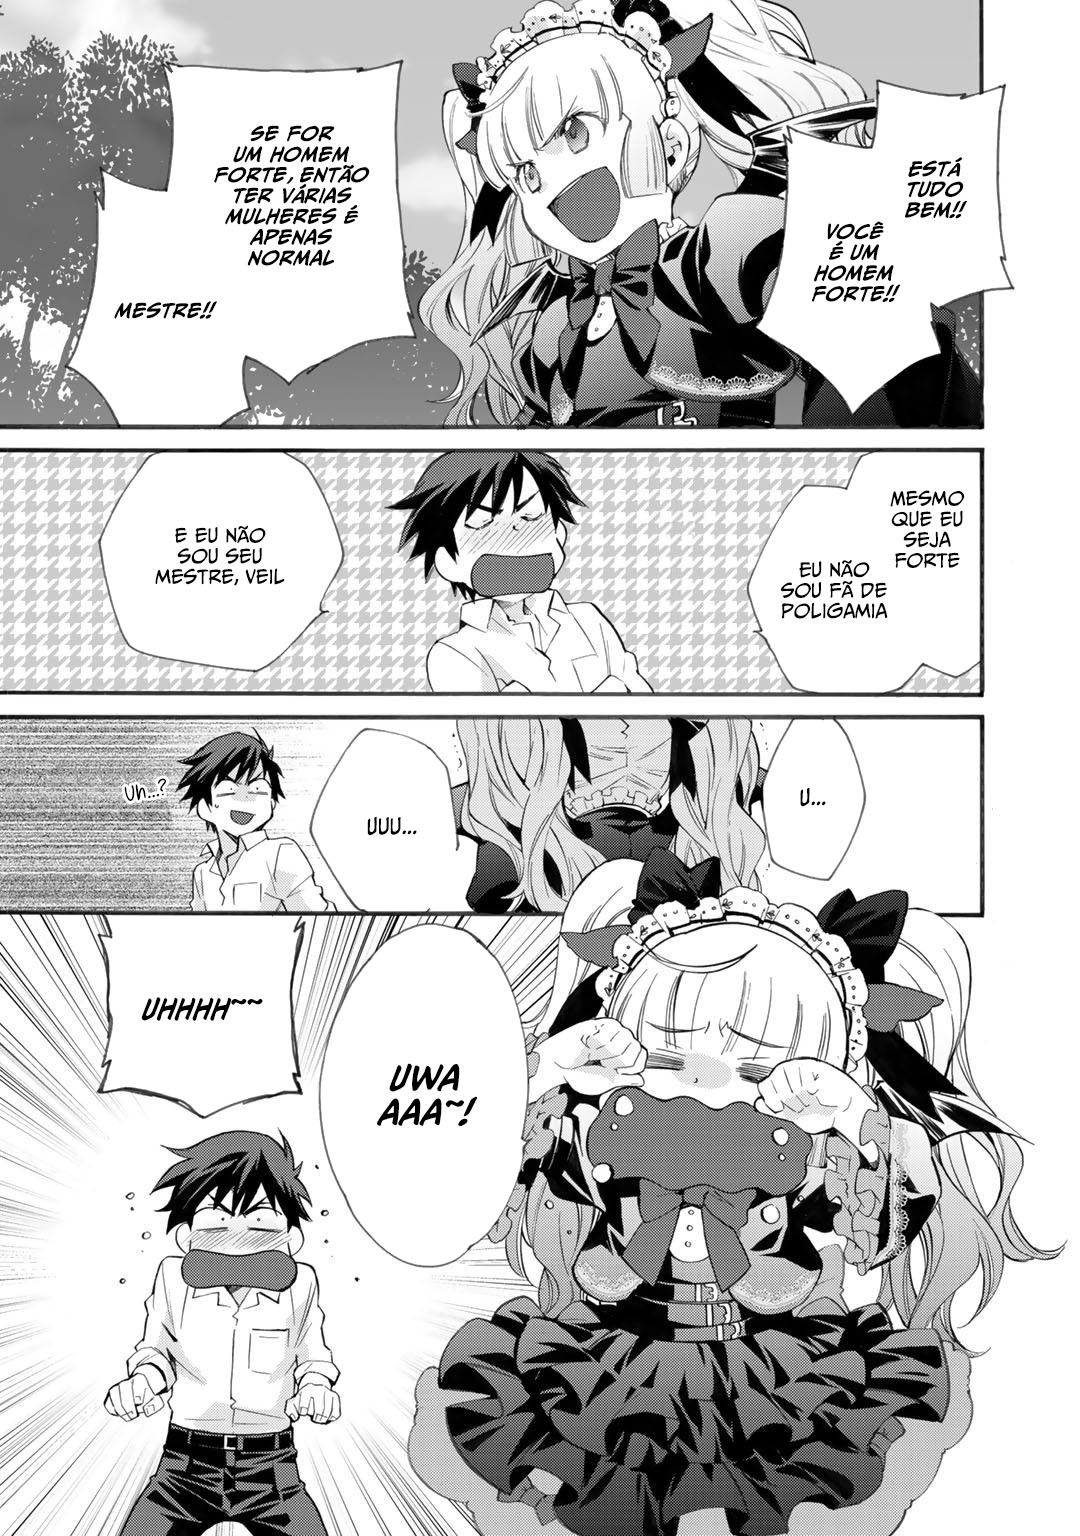 ESTÁ
TUDO
BEM!!
VOCÊ
É UM
HOMEM
FORTE!!
SE FOR
UM HOMEM
FORTE, ENTÃO
TER VÁRIAS
MULHERES É
APENAS
NORMAL
MESTRE!!
MESMO
QUE EU
SEJA
FORTE
EU NÃO
SOU FÃ DE
POLIGAMIA
E EU NÃO
SOU SEU
MESTRE, VEIL
U...
UUU...
Uh...?
UWA
AAA~!
UHHHH~~